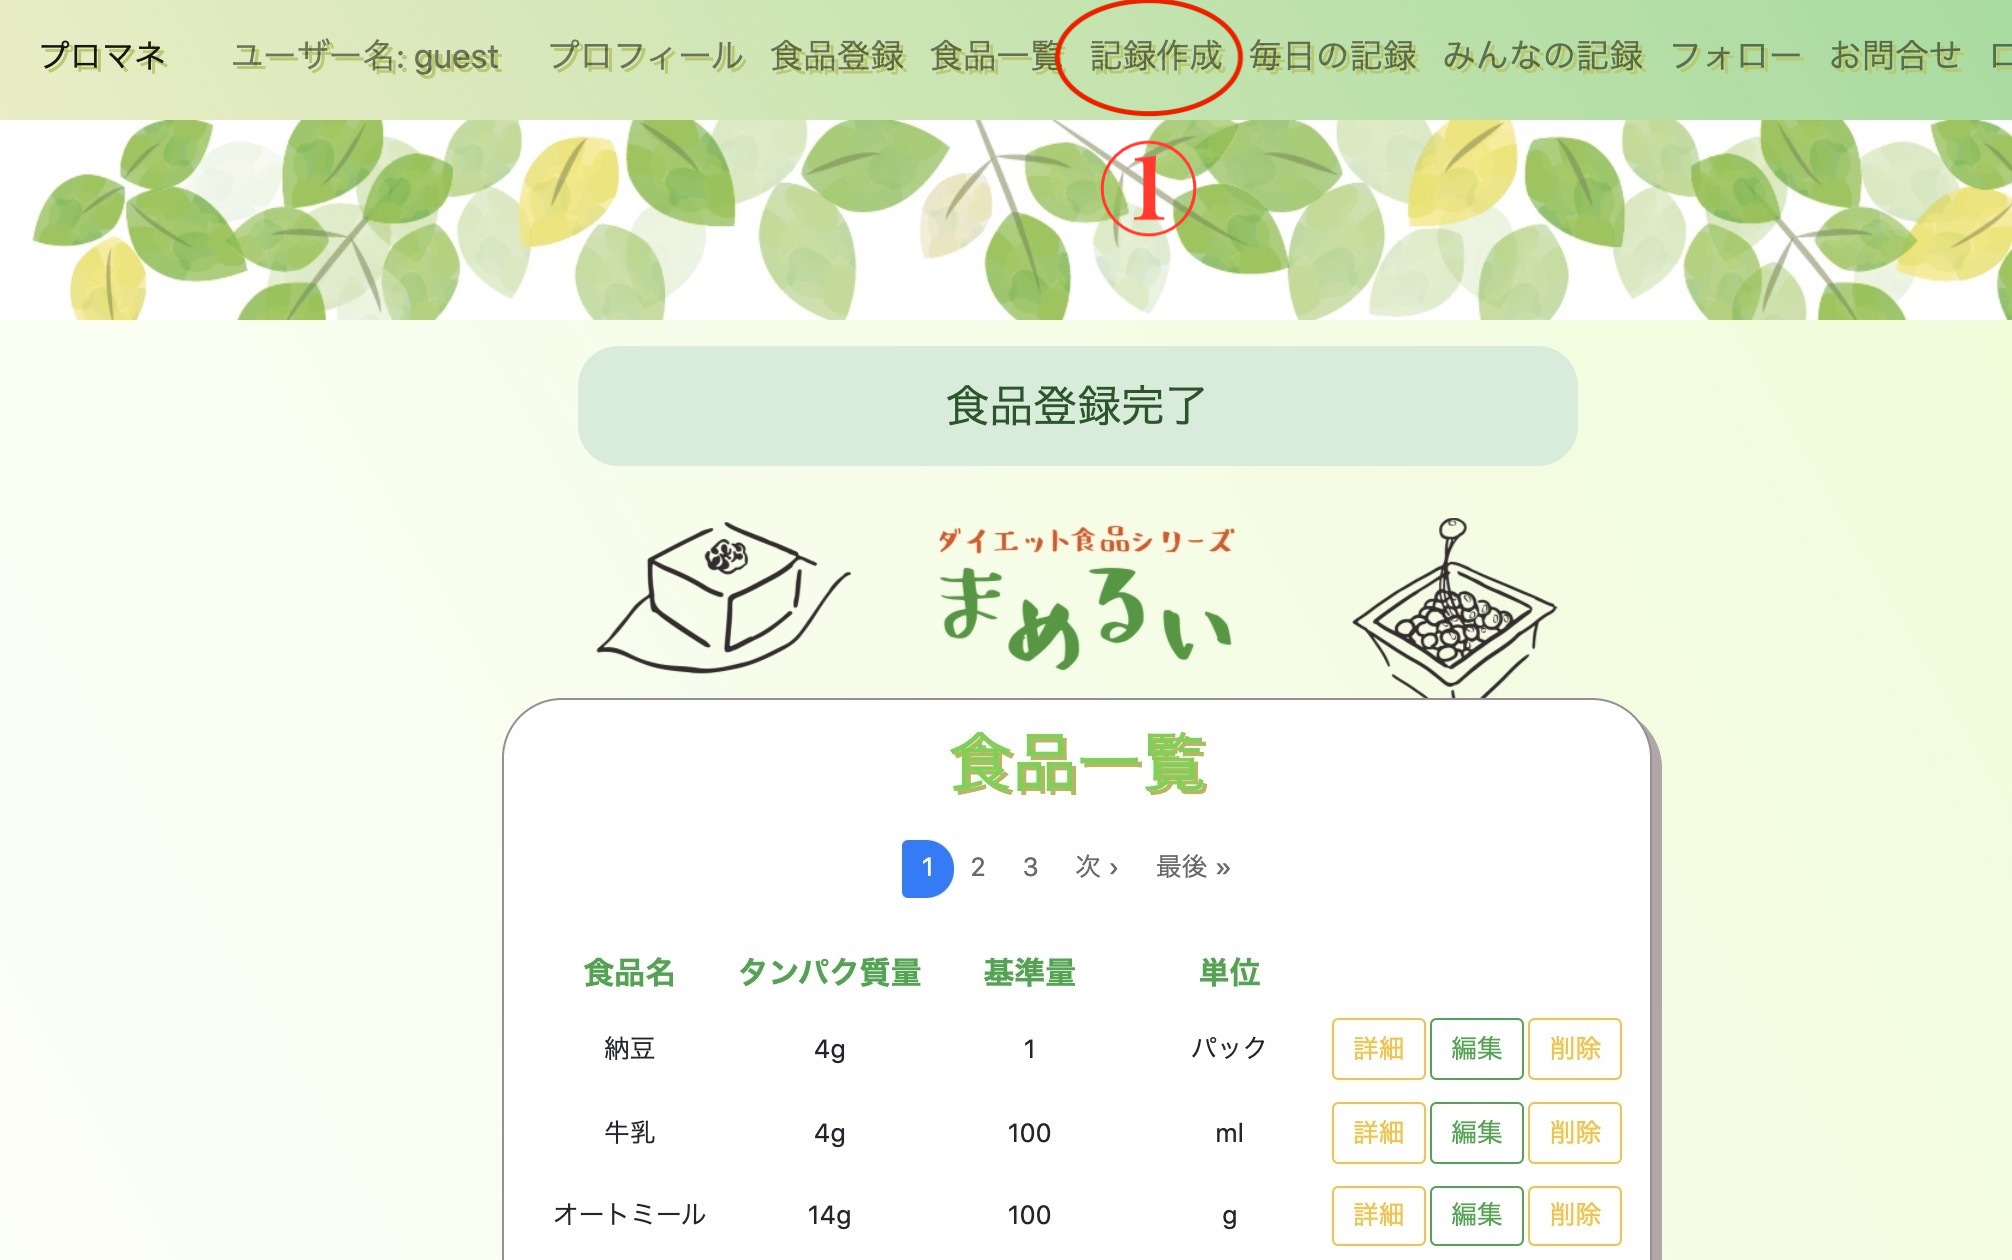 プロマネ ユーザー名: guest プロフィール 食品登録 食品一覧 記録作成 毎日の記録 みんなの記録 フォロー お問合せ
①
食品登録完了
ダイエット食品シリーズ
まめるい
食品一覧
1 2 3 次 › 最後 »
食品名 タンパク質量 基準量 単位
納豆 4g 1 パック 詳細 編集 削除
牛乳 4g 100 ml 詳細 編集 削除
オートミール 14g 100 g 詳細 編集 削除